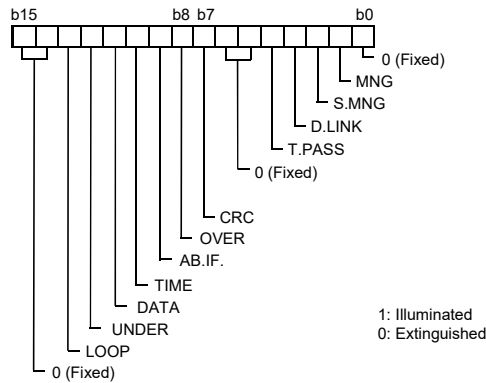 b15 b8 b7 b0
0 (Fixed)
MNG
S.MNG
D.LINK
T.PASS
0 (Fixed)
CRC
OVER
AB.IF.
TIME
DATA
UNDER
LOOP
0 (Fixed)
1: Illuminated
0: Extinguished